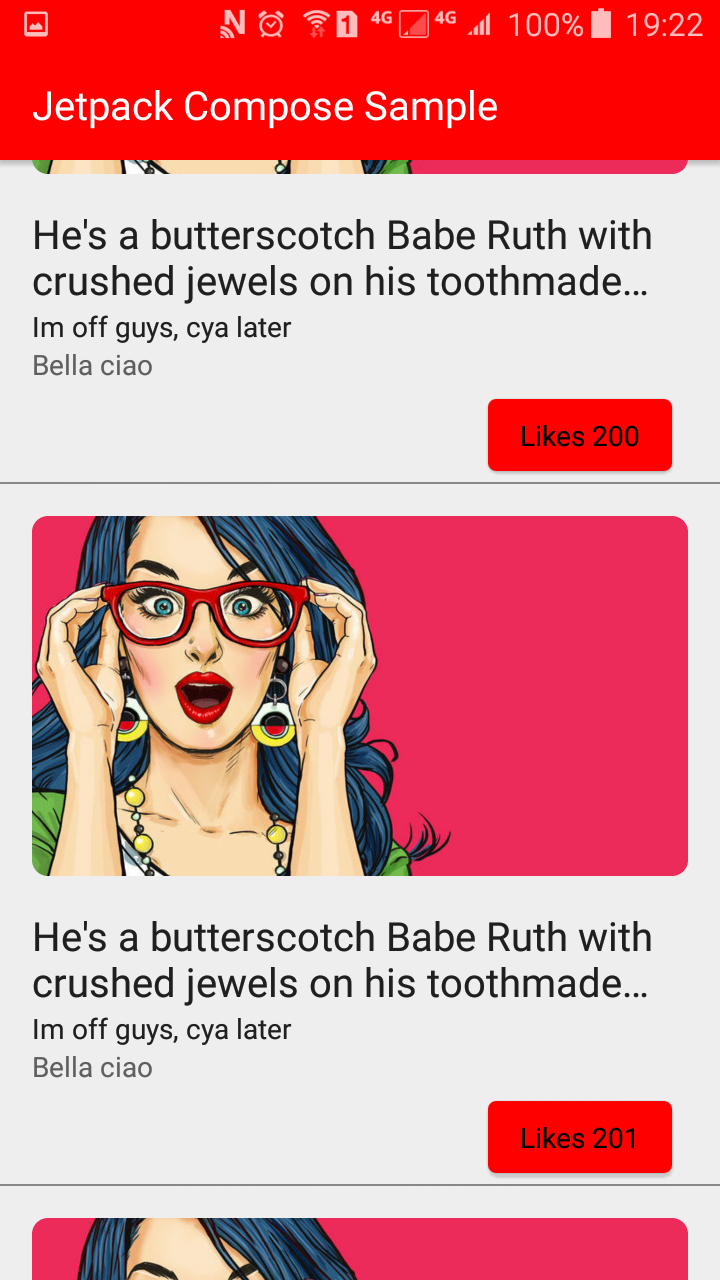 1 4G 4G 100% 19:22
Jetpack Compose Sample
He's a butterscotch Babe Ruth with
crushed jewels on his toothmade…
Im off guys, cya later
Bella ciao
Likes 200
He's a butterscotch Babe Ruth with
crushed jewels on his toothmade…
Im off guys, cya later
Bella ciao
Likes 201